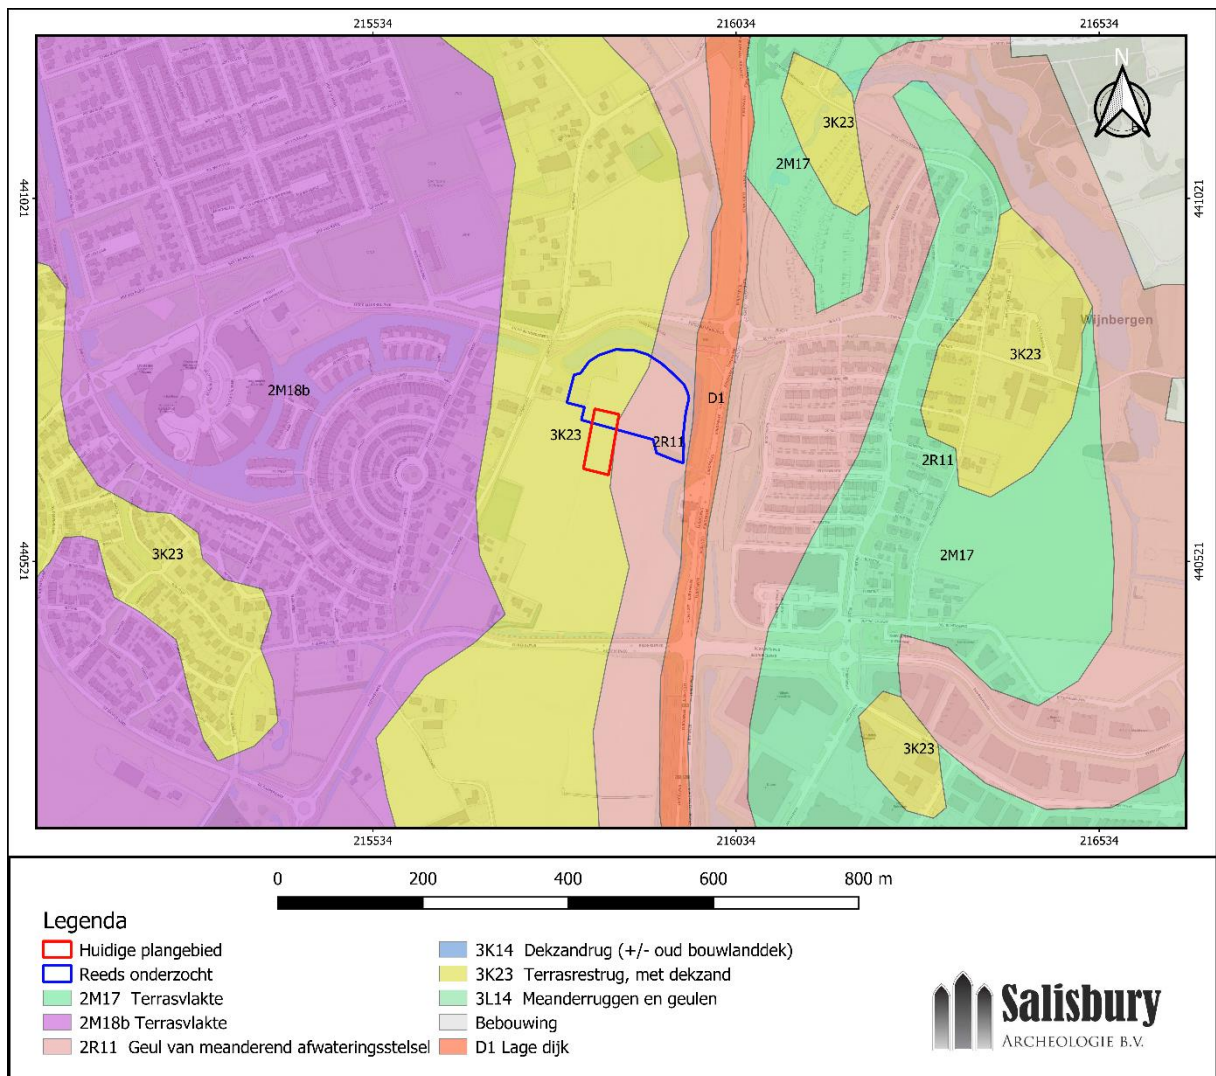 215534
216034
216534
N
3K23
2M17
441021
441021
Wijnbergen
3K23
2M18b
D1
3K23
2R11
2R11
3K23
2M17
440521
440521
3K23
215534
216034
216534
0
200
400
600
800 m
Legenda
Huidige plangebied
Reeds onderzocht
2M17 Terrasvlakte
2M18b Terrasvlakte
2R11 Geul van meanderend afwateringsstelsel
3K14 Dekzandrug (+/- oud bouwlanddek)
3K23 Terrasrestrug, met dekzand
3L14 Meanderruggen en geulen
Bebouwing
D1 Lage dijk
Salisbury
ARCHEOLOGIE B.V.